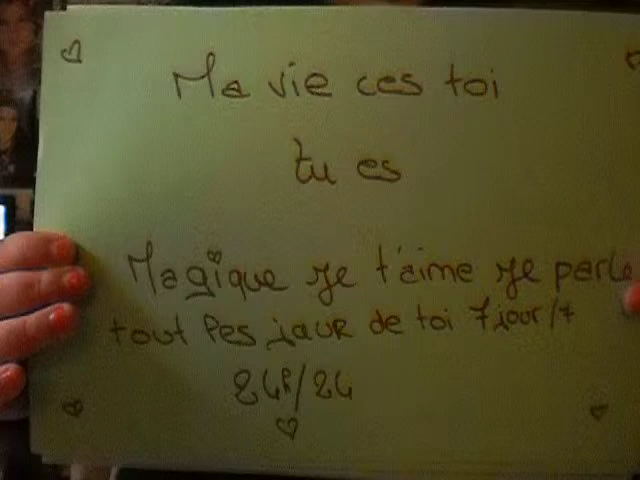 Ma vie ces toi
tu es
Magique je t'aime je parle
tout les jour de toi 7jour/7
24h/24